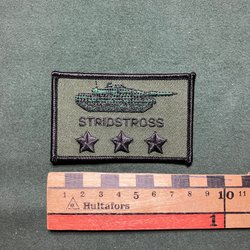 STRIDSTROSS
1 2 3 4 5 6 7 8 9 10 11
Hultafors
1